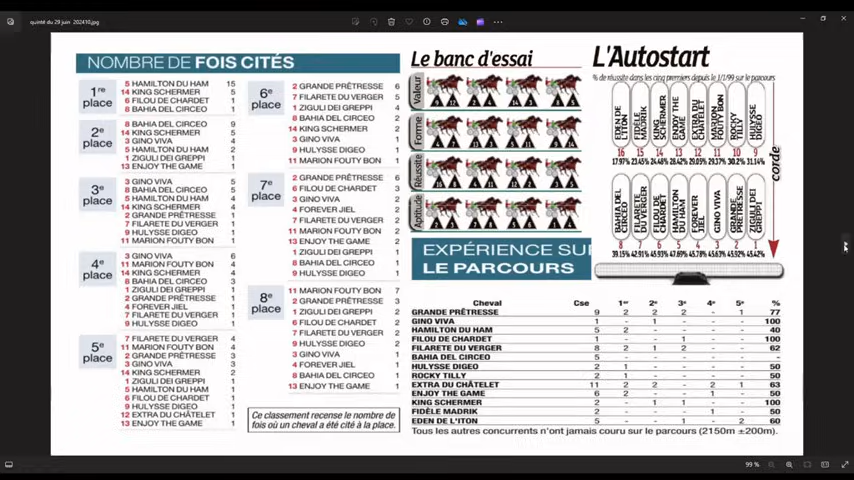 quinté du 29 juin 202410.jpg
NOMBRE DE FOIS CITÉS
1re place
5 HAMILTON DU HAM 15
14 KING SCHERMER 5
6 FILOU DE CHARDET 1
8 BAHIA DEL CIRCEO 1
2e place
8 BAHIA DEL CIRCEO 9
14 KING SCHERMER 5
3 GINO VIVA 4
5 HAMILTON DU HAM 2
1 ZIGULI DEI GREPPI 1
13 ENJOY THE GAME 1
3e place
3 GINO VIVA 5
8 BAHIA DEL CIRCEO 5
5 HAMILTON DU HAM 4
14 KING SCHERMER 4
2 GRANDE PRÊTRESSE 1
7 FILARETE DU VERGER 1
9 HULYSSE DIGEO 1
11 MARION FOUTY BON 1
4e place
3 GINO VIVA 6
11 MARION FOUTY BON 4
14 KING SCHERMER 4
8 BAHIA DEL CIRCEO 3
1 ZIGULI DEI GREPPI 1
2 GRANDE PRÊTRESSE 1
4 FOREVER JIEL 1
7 FILARETE DU VERGER 1
9 HULYSSE DIGEO 1
5e place
7 FILARETE DU VERGER 4
11 MARION FOUTY BON 4
2 GRANDE PRÊTRESSE 3
3 GINO VIVA 3
14 KING SCHERMER 2
1 ZIGULI DEI GREPPI 1
5 HAMILTON DU HAM 1
6 FILOU DE CHARDET 1
9 HULYSSE DIGEO 1
12 EXTRA DU CHÂTELET 1
13 ENJOY THE GAME 1
6e place
2 GRANDE PRÊTRESSE 6
7 FILARETE DU VERGER 5
1 ZIGULI DEI GREPPI 4
8 BAHIA DEL CIRCEO 2
14 KING SCHERMER 2
3 GINO VIVA 1
9 HULYSSE DIGEO 1
11 MARION FOUTY BON 1
7e place
2 GRANDE PRÊTRESSE 6
6 FILOU DE CHARDET 3
3 GINO VIVA 2
4 FOREVER JIEL 2
7 FILARETE DU VERGER 2
11 MARION FOUTY BON 2
13 ENJOY THE GAME 2
1 ZIGULI DEI GREPPI 1
8 BAHIA DEL CIRCEO 1
9 HULYSSE DIGEO 1
8e place
11 MARION FOUTY BON 7
2 GRANDE PRÊTRESSE 3
1 ZIGULI DEI GREPPI 2
6 FILOU DE CHARDET 2
7 FILARETE DU VERGER 2
9 HULYSSE DIGEO 2
3 GINO VIVA 1
4 FOREVER JIEL 1
8 BAHIA DEL CIRCEO 1
13 ENJOY THE GAME 1
Ce classement recense le nombre de
fois où un cheval a été cité à la place.
Le banc d'essai
Valeur
Forme
Réussite
Aptitude
L'Autostart
% de réussite dans les cinq premiers depuis le 1/1/99 sur le parcours
EDEN DE L'ITON 16 17.97%
FIDÈLE MADRIK 15 23.45%
KING SCHERMER 14 24.48%
ENJOY THE GAME 13 28.42%
EXTRA DU CHÂTELET 12 29.09%
MARION FOUTY BON 11 29.37%
ROCKY TILLY 10 30.2%
HULYSSE DIGEO 9 31.14%
corde
BAHIA DEL CIRCEO 8 39.15%
FILARETE DU VERGER 7 42.91%
FILOU DE CHARDET 6 45.93%
HAMILTON DU HAM 5 47.69%
FOREVER JIEL 4 45.78%
GINO VIVA 3 45.63%
GRANDE PRÊTRESSE 2 45.92%
ZIGULI DEI GREPPI 1 45.42%
EXPÉRIENCE SUR
LE PARCOURS
Cheval Cse 1er 2e 3e 4e 5e %
GRANDE PRÊTRESSE 9 2 2 2 - 1 77
GINO VIVA 1 - 1 - - - 100
HAMILTON DU HAM 5 2 - - - - 40
FILOU DE CHARDET 1 - - 1 - - 100
FILARETE DU VERGER 8 2 1 2 - - 62
BAHIA DEL CIRCEO 5 - - - - - -
HULYSSE DIGEO 2 1 - - - - 50
ROCKY TILLY 2 1 - - - - 50
EXTRA DU CHÂTELET 11 2 2 - 2 1 63
ENJOY THE GAME 6 2 - - 1 - 50
KING SCHERMER 2 - 1 1 - - 100
FIDÈLE MADRIK 2 - - - 1 - 50
EDEN DE L'ITON 5 - - 1 - 2 60
Tous les autres concurrents n'ont jamais couru sur le parcours (2150m ±200m).
99 %